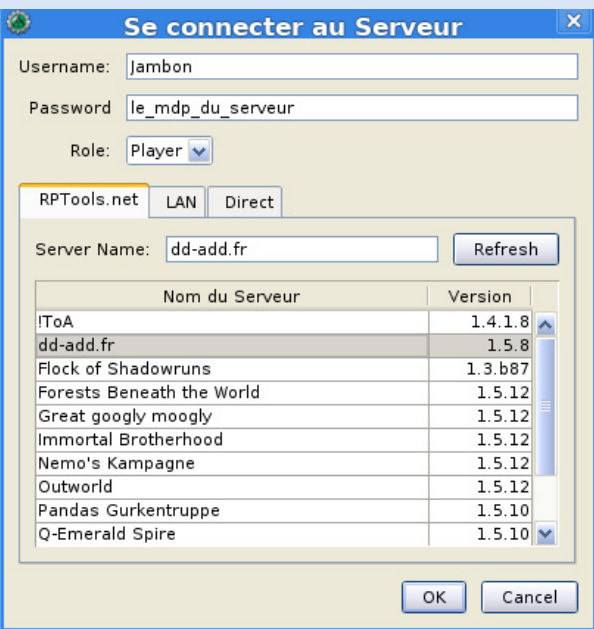 Se connecter au Serveur
Username: Jambon
Password le_mdp_du_serveur
Role: Player
RPTools.net LAN Direct
Server Name: dd-add.fr Refresh
Nom du Serveur Version
!ToA 1.4.1.8
dd-add.fr 1.5.8
Flock of Shadowruns 1.3.b87
Forests Beneath the World 1.5.12
Great googly moogly 1.5.12
Immortal Brotherhood 1.5.12
Nemo's Kampagne 1.5.12
Outworld 1.5.12
Pandas Gurkentruppe 1.5.10
Q-Emerald Spire 1.5.10
OK Cancel